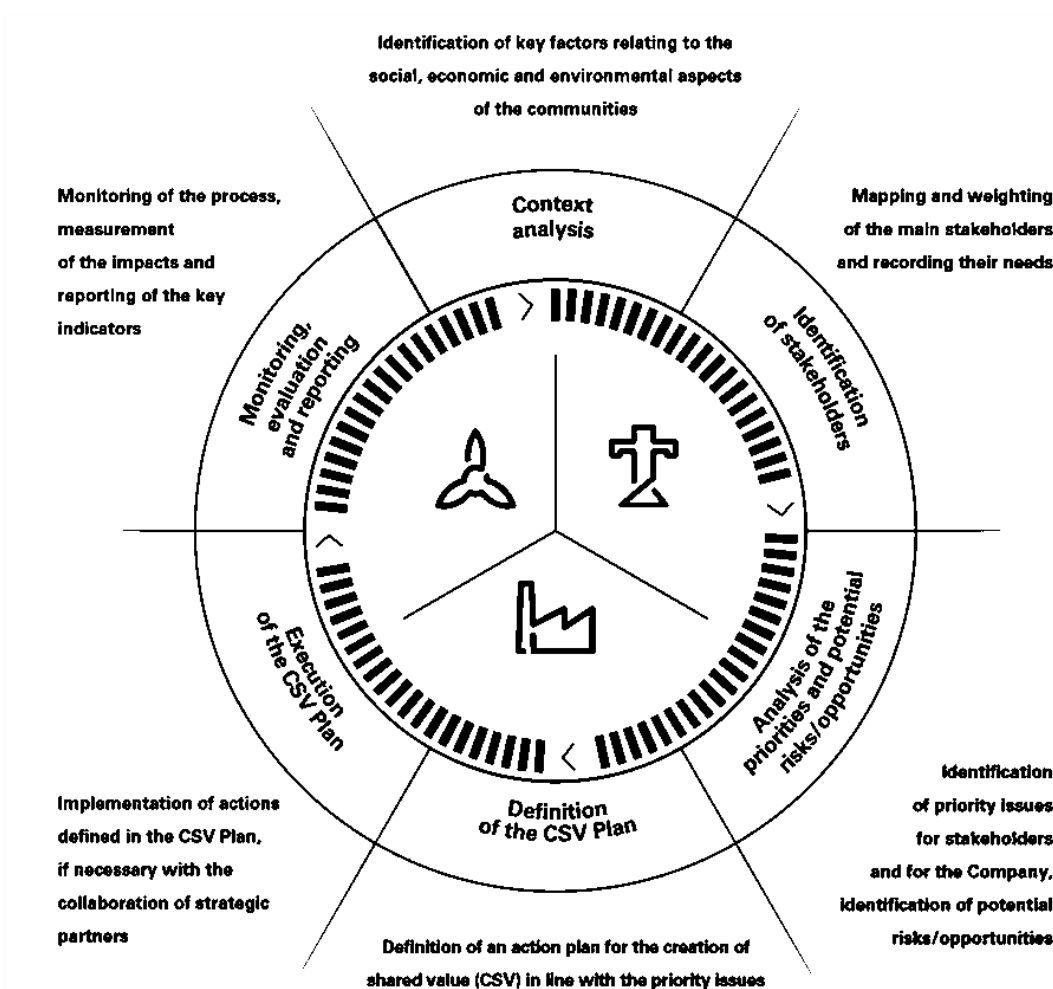 Identification of key factors relating to the
social, economic and environmental aspects
of the communities
Context
analysis
Mapping and weighting
of the main stakeholders
and recording their needs
Identification
of stakeholders
Analysis of the
priorities and potential
risks/opportunities
Identification
of priority issues
for stakeholders
and for the Company,
identification of potential
risks/opportunities
Definition
of the CSV Plan
Definition of an action plan for the creation of
shared value (CSV) in line with the priority issues
Execution
of the CSV Plan
Implementation of actions
defined in the CSV Plan,
if necessary with the
collaboration of strategic
partners
Monitoring,
evaluation
and reporting
Monitoring of the process,
measurement
of the impacts and
reporting of the key
indicators